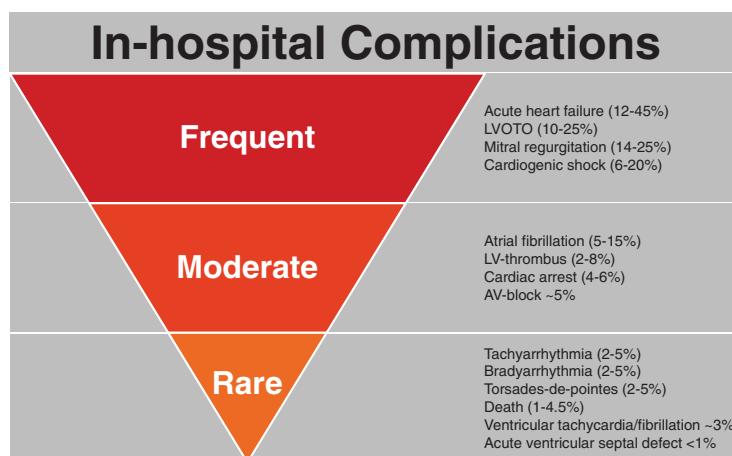 In-hospital Complications
Frequent
Acute heart failure (12-45%)
LVOTO (10-25%)
Mitral regurgitation (14-25%)
Cardiogenic shock (6-20%)
Moderate
Atrial fibrillation (5-15%)
LV-thrombus (2-8%)
Cardiac arrest (4-6%)
AV-block ~5%
Rare
Tachyarrhythmia (2-5%)
Bradyarrhythmia (2-5%)
Torsades-de-pointes (2-5%)
Death (1-4.5%)
Ventricular tachycardia/fibrillation ~3%
Acute ventricular septal defect <1%